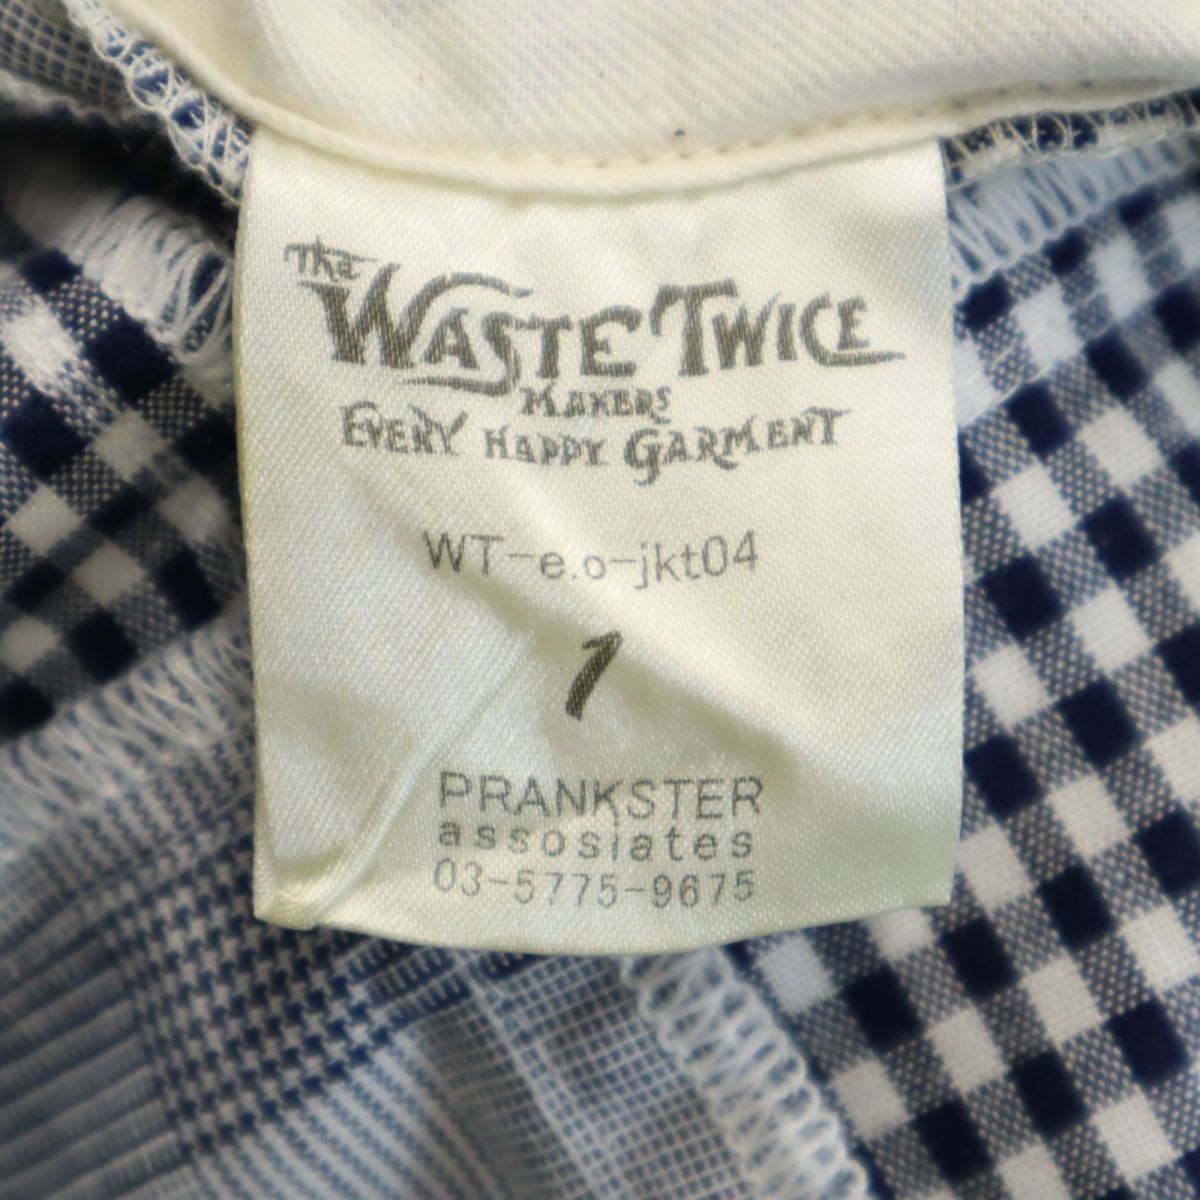 The
WASTE TWICE
MAKERS
EVERY HAPPY GARMENT
WT-e.o-jkt04
1
PRANKSTER
assosiates
03-5775-9675